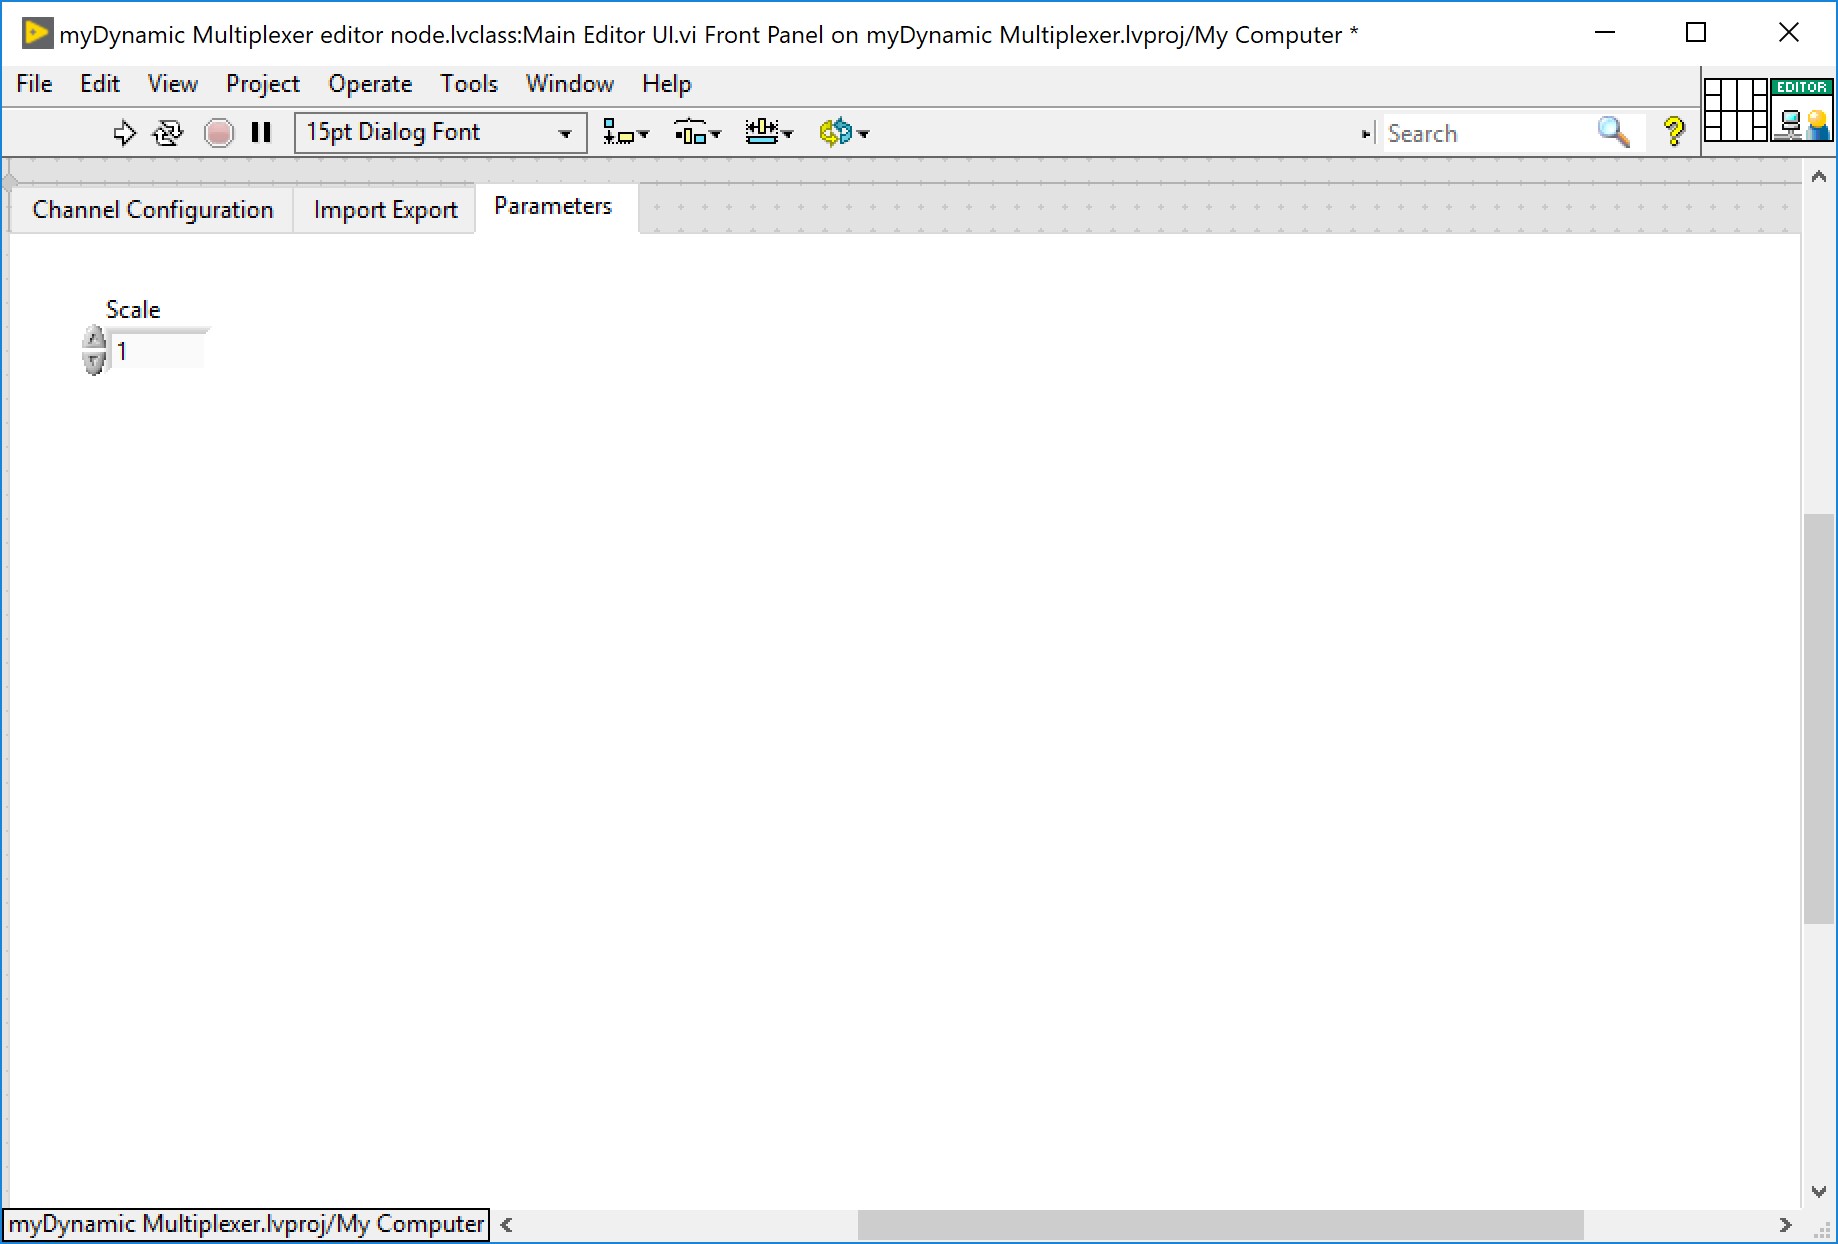 myDynamic Multiplexer editor node.lvclass:Main Editor UI.vi Front Panel on myDynamic Multiplexer.lvproj/My Computer *
File Edit View Project Operate Tools Window Help
EDITOR
15pt Dialog Font Search
Channel Configuration Import Export Parameters
Scale
1
myDynamic Multiplexer.lvproj/My Computer